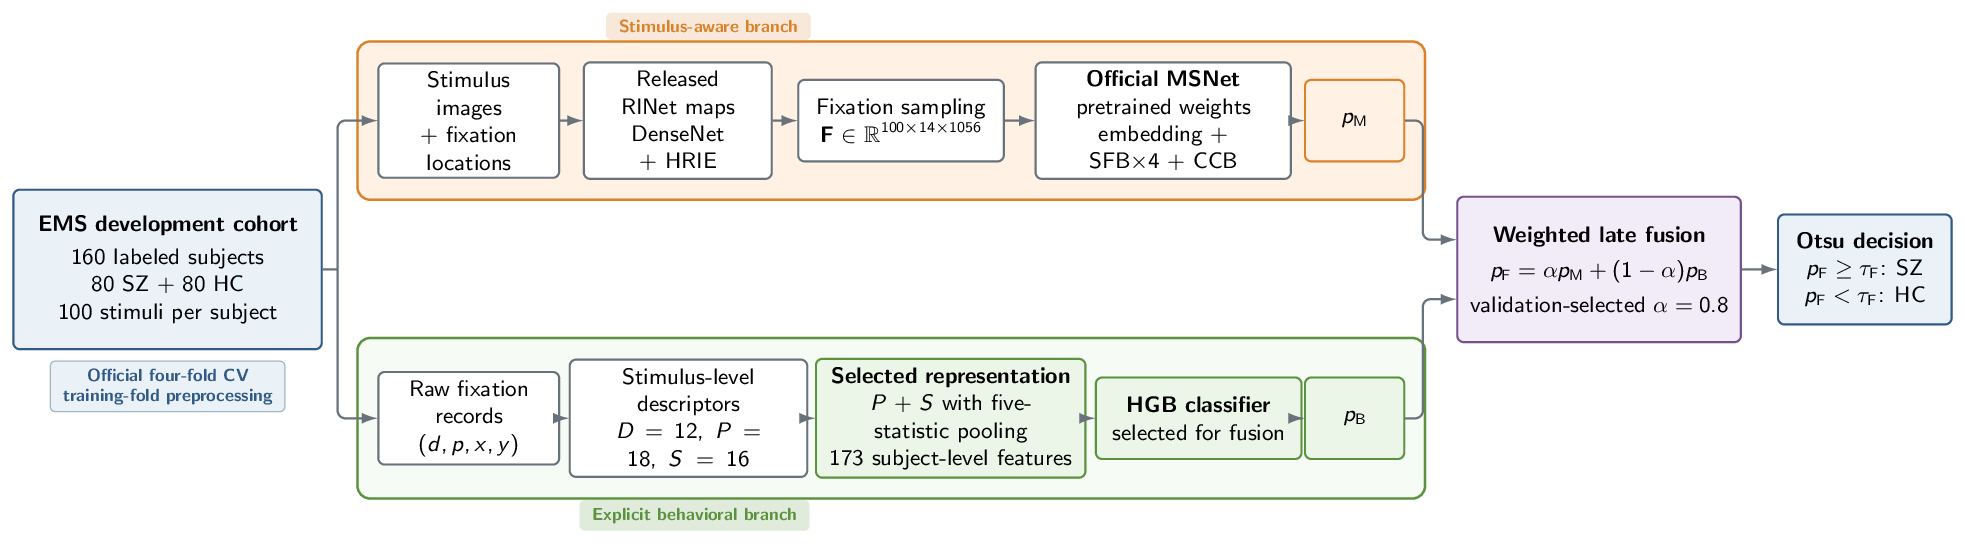 Stimulus-aware branch
Stimulus
images
+ fixation
locations
Released
RINet maps
DenseNet
+ HRIE
Fixation sampling
F ∈ ℝ^{100×14×1056}
Official MSNet
pretrained weights
embedding +
SFB×4 + CCB
p_M
EMS development cohort
160 labeled subjects
80 SZ + 80 HC
100 stimuli per subject
Official four-fold CV
training-fold preprocessing
Raw fixation
records
(d, p, x, y)
Stimulus-level
descriptors
D = 12, P =
18, S = 16
Selected representation
P + S with five-
statistic pooling
173 subject-level features
HGB classifier
selected for fusion
p_B
Explicit behavioral branch
Weighted late fusion
p_F = αp_M + (1 − α)p_B
validation-selected α = 0.8
Otsu decision
p_F ≥ τ_F: SZ
p_F < τ_F: HC